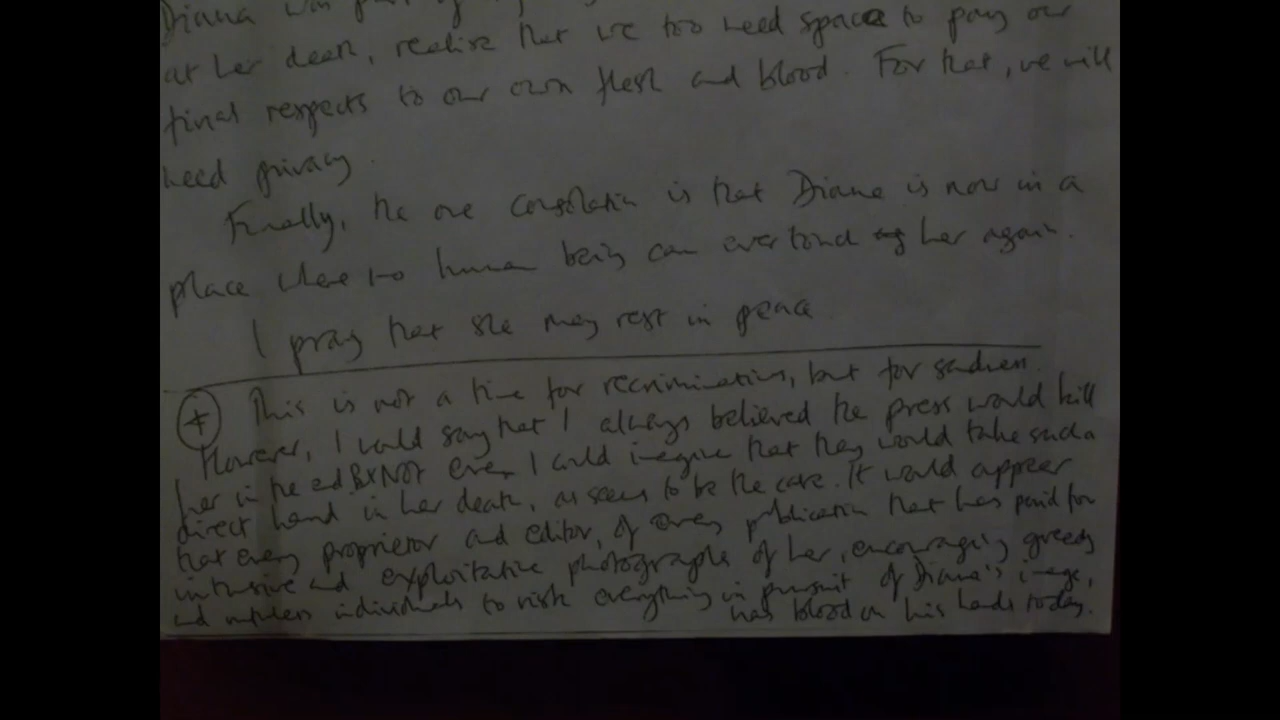 Diana was part of
at her death, realise that we too need space to pay our
final respects to our own flesh and blood. For that, we will
need privacy.
Finally, the one consolation is that Diana is now in a
place where no human being can ever touch her again.
I pray that she may rest in peace
This is not a time for recriminations, but for sadness.
However, I would say that I always believed the press would kill
her in the end. But NOT even I could imagine that they would take such a
direct hand in her death, as seems to be the case. It would appear
that every proprietor and editor, of every publication that has paid for
intrusive and exploitative photographs of her, encouraging greedy
and ruthless individuals to risk everything in pursuit of Diana's image,
has blood on his hands today.